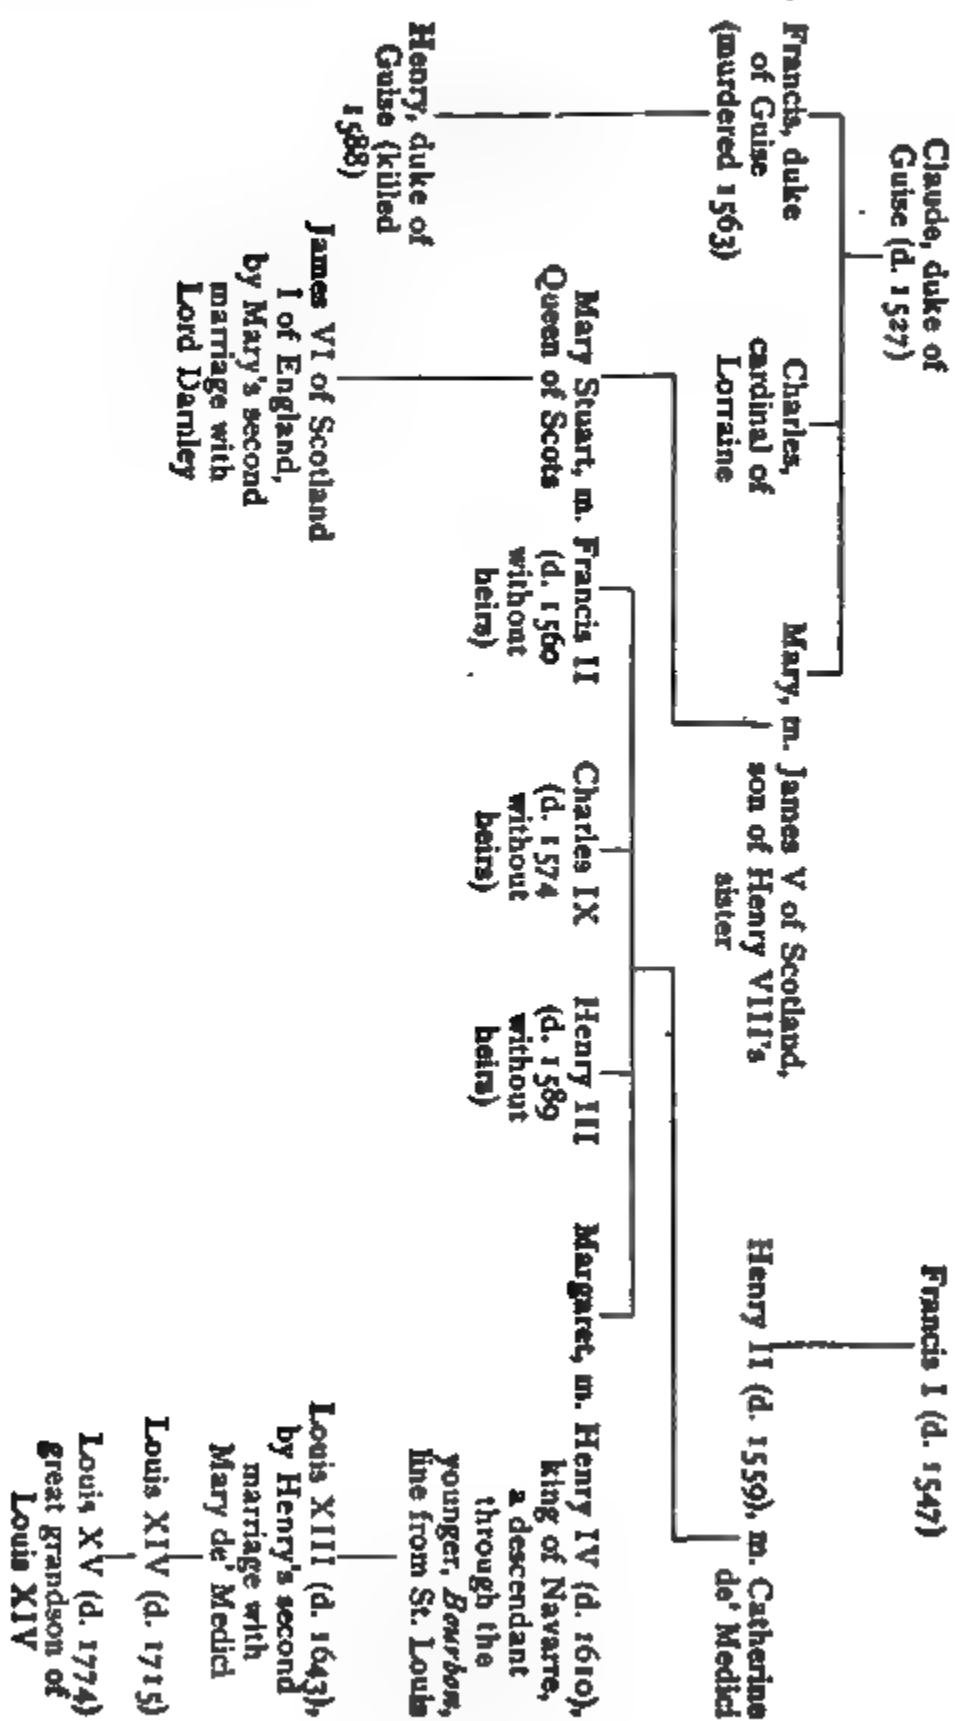 Claude, duke of
Guise (d. 1527)
Francis I (d. 1547)
Francis, duke
of Guise
(murdered 1563)
Charles,
cardinal of
Lorraine
Mary, m. James V of Scotland,
son of Henry VIII's
sister
Henry II (d. 1559), m. Catherine
de' Medici
Mary Stuart, m. Francis II
Queen of Scots
(d. 1560
without
heirs)
Charles IX
(d. 1574
without
heirs)
Henry III
(d. 1589
without
heirs)
Margaret, m. Henry IV (d. 1610),
king of Navarre,
a descendant
through the
younger, Bourbon,
line from St. Louis
Henry, duke of
Guise (killed
1588)
James VI of Scotland
I of England,
by Mary's second
marriage with
Lord Darnley
Louis XIII (d. 1643),
by Henry's second
marriage with
Mary de' Medici
Louis XIV (d. 1715)
Louis XV (d. 1774)
great grandson of
Louis XIV